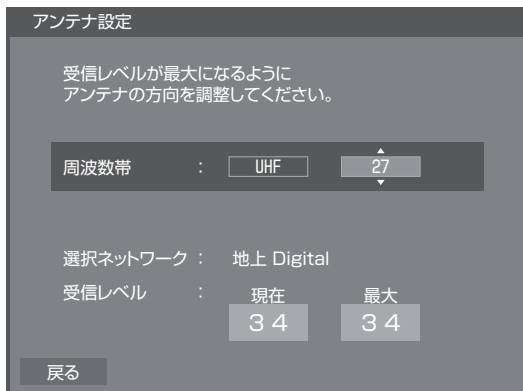 アンテナ設定
受信レベルが最大になるように
アンテナの方向を調整してください。
周波数帯 : UHF 27
選択ネットワーク : 地上 Digital
受信レベル : 現在 最大
３４ ３４
戻る